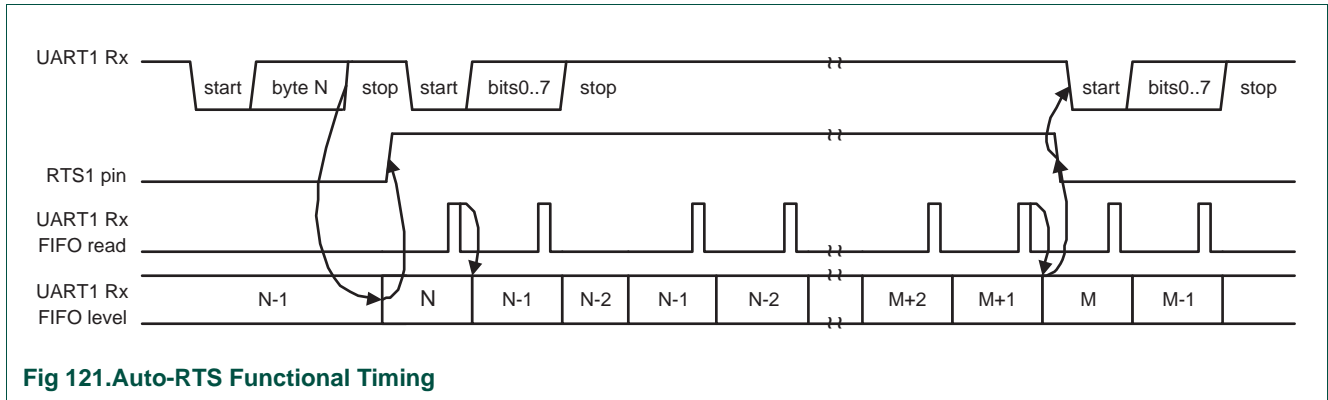 UART1 Rx
start byte N stop start bits0..7 stop start bits0..7 stop
RTS1 pin
UART1 Rx
FIFO read
UART1 Rx
FIFO level
N-1 N N-1 N-2 N-1 N-2 M+2 M+1 M M-1
Fig 121.Auto-RTS Functional Timing